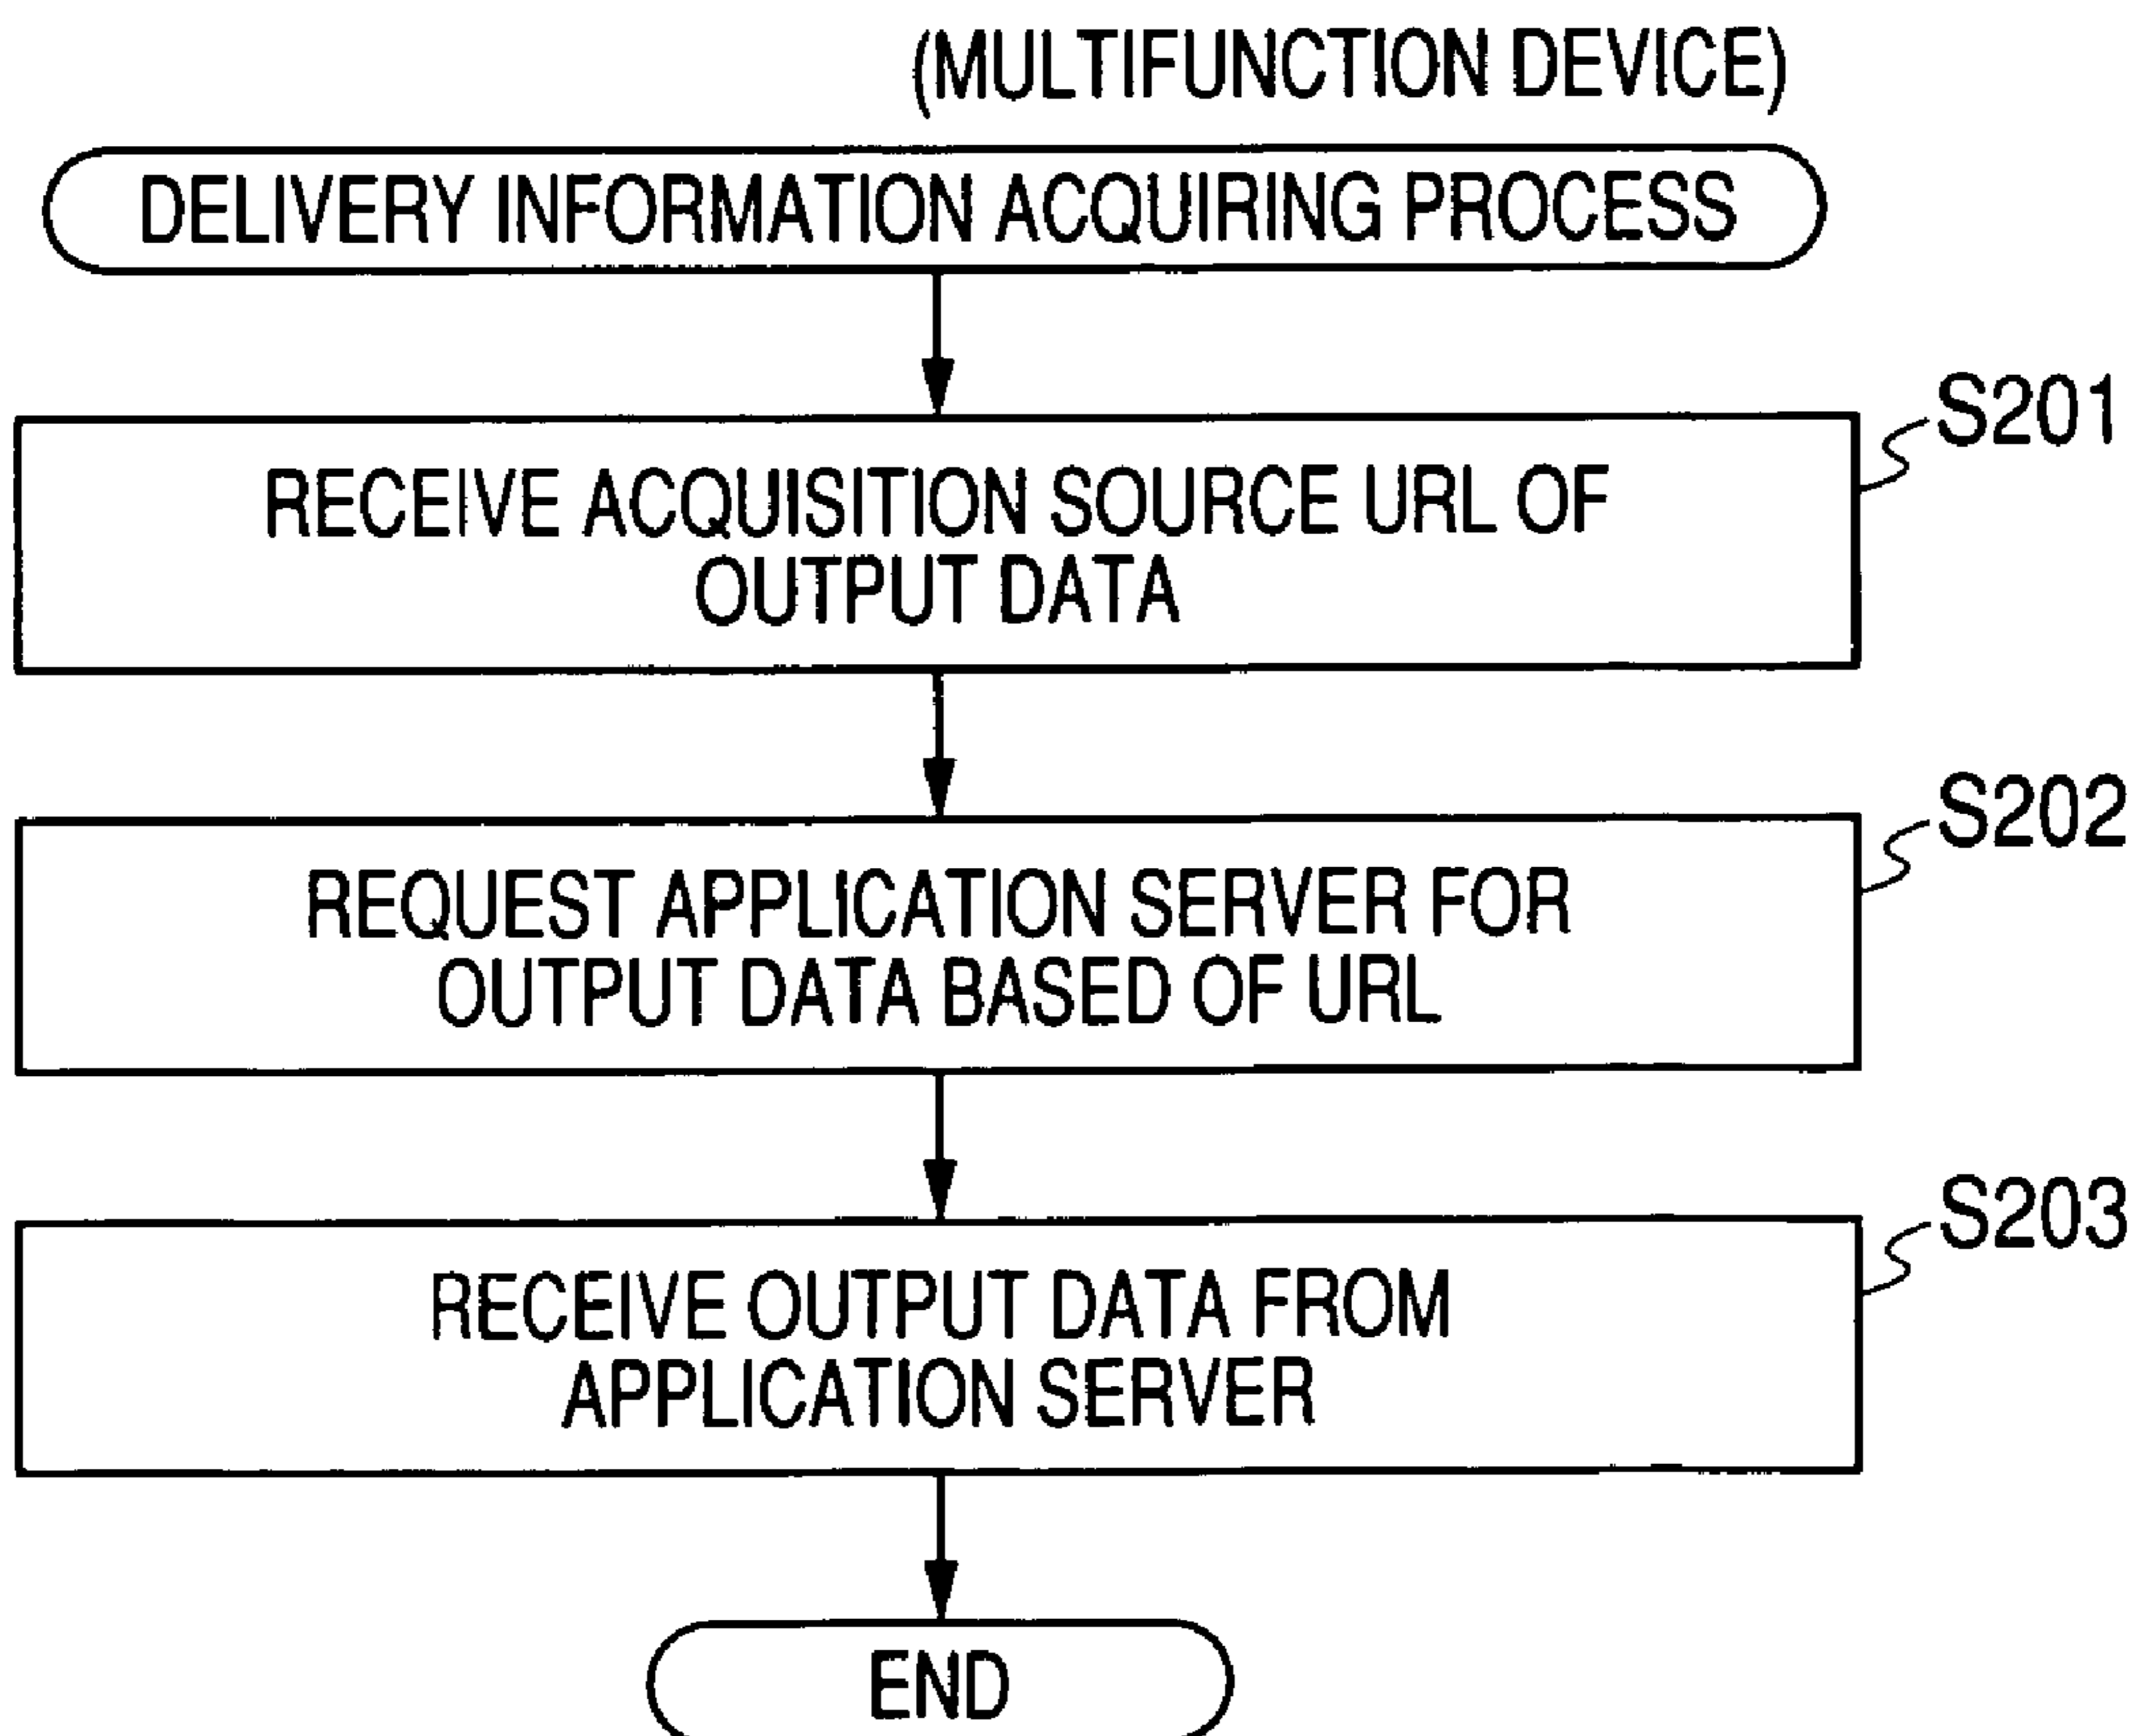 (MULTIFUNCTION DEVICE)
DELIVERY INFORMATION ACQUIRING PROCESS
S201
RECEIVE ACQUISITION SOURCE URL OF
OUTPUT DATA
S202
REQUEST APPLICATION SERVER FOR
OUTPUT DATA BASED OF URL
S203
RECEIVE OUTPUT DATA FROM
APPLICATION SERVER
END